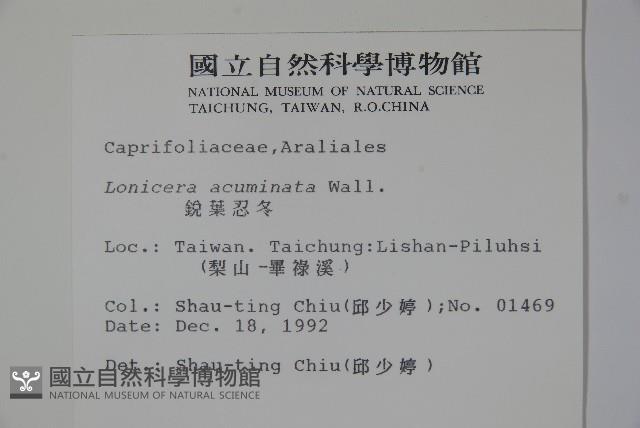 國立自然科學博物館
NATIONAL MUSEUM OF NATURAL SCIENCE
TAICHUNG, TAIWAN, R.O.CHINA
Caprifoliaceae,Araliales
Lonicera acuminata Wall.
銳葉忍冬
Loc.: Taiwan. Taichung:Lishan-Piluhsi
(梨山-畢祿溪)
Col.: Shau-ting Chiu(邱少婷);No. 01469
Date: Dec. 18, 1992
Det.: Shau-ting Chiu(邱少婷)
國立自然科學博物館
NATIONAL MUSEUM OF NATURAL SCIENCE